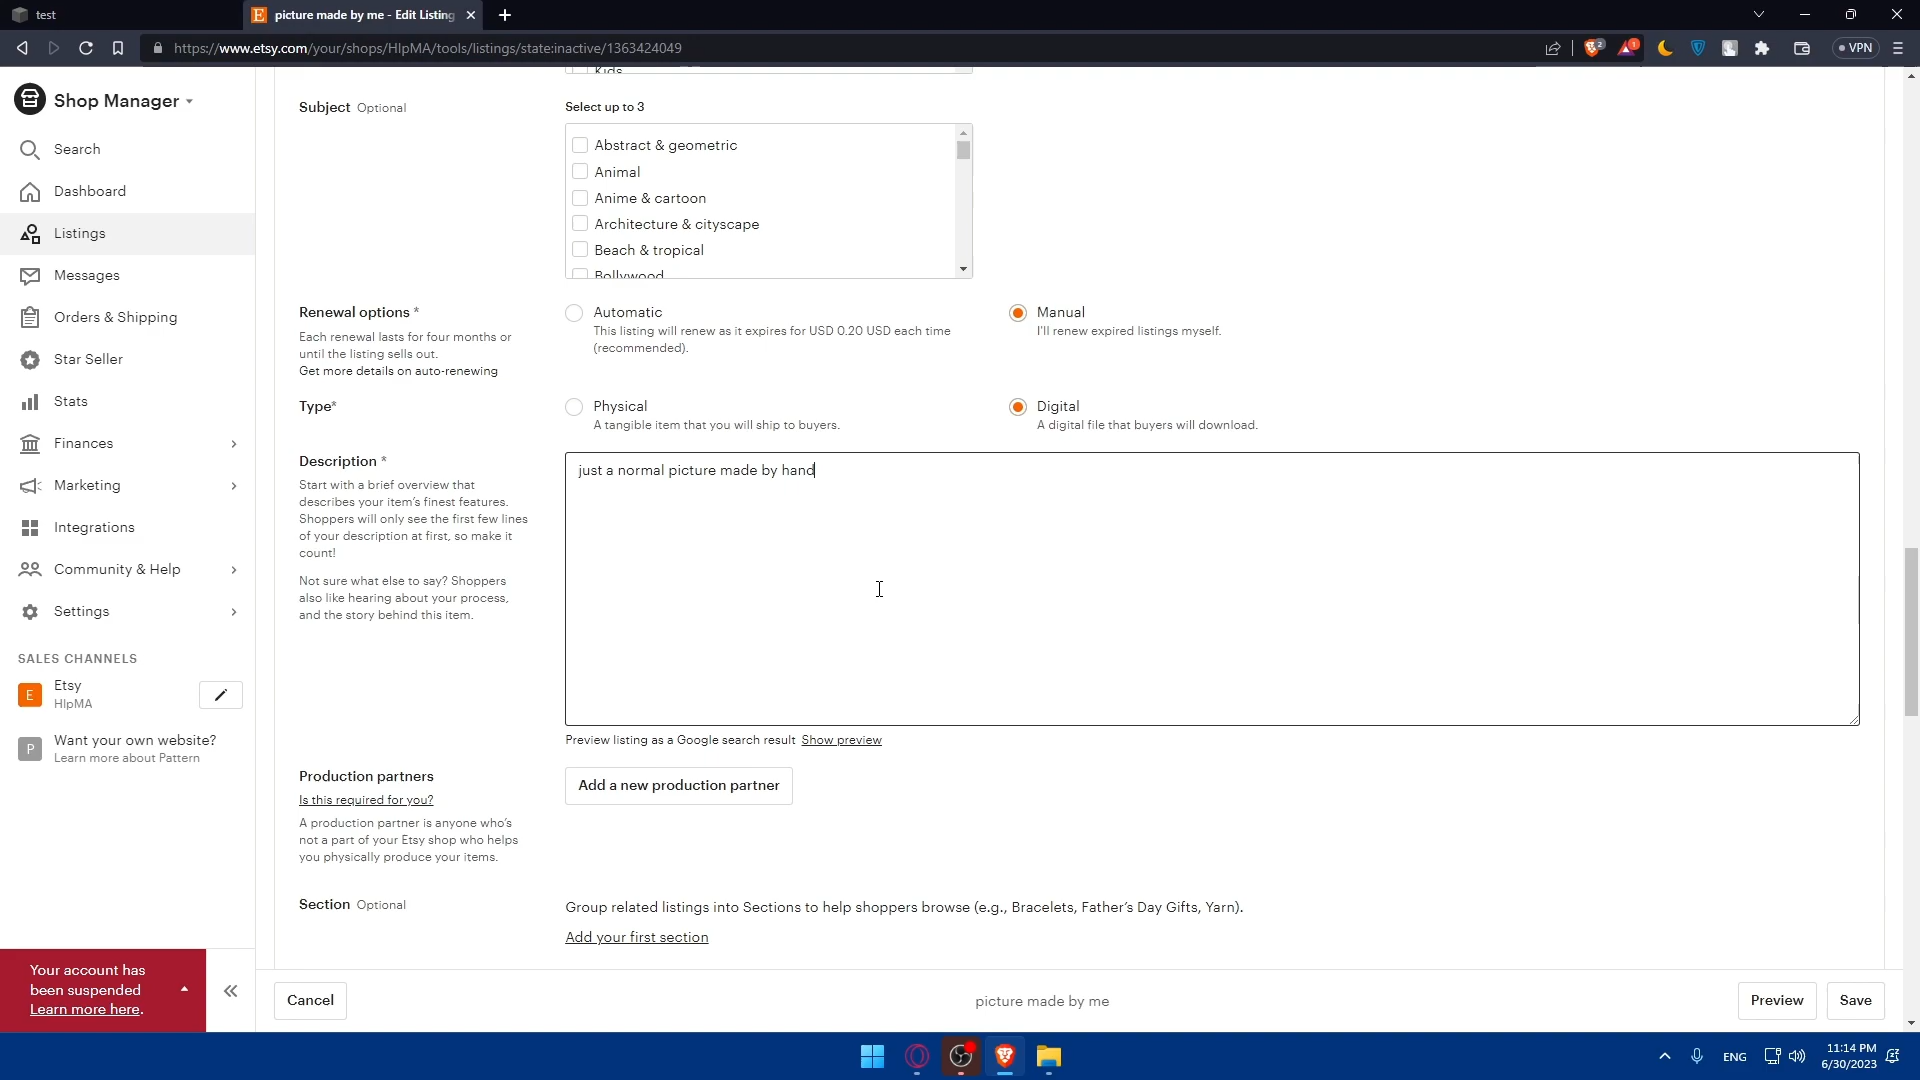 test
picture made by me - Edit Listing
https://www.etsy.com/your/shops/HlpMA/tools/listings/state:inactive/1363424049
2
1
VPN
Shop Manager
Search
Dashboard
Listings
Messages
Orders & Shipping
Star Seller
Stats
Finances
Marketing
Integrations
Community & Help
Settings
SALES CHANNELS
E
Etsy
HlpMA
P
Want your own website?
Learn more about Pattern
Your account has
been suspended
Learn more here.
Kids
Subject Optional
Select up to 3
Abstract & geometric
Animal
Anime & cartoon
Architecture & cityscape
Beach & tropical
Bollywood
Renewal options *
Each renewal lasts for four months or
until the listing sells out.
Get more details on auto-renewing
Automatic
This listing will renew as it expires for USD 0.20 USD each time
(recommended).
Manual
I'll renew expired listings myself.
Type*
Physical
A tangible item that you will ship to buyers.
Digital
A digital file that buyers will download.
Description *
Start with a brief overview that
describes your item's finest features.
Shoppers will only see the first few lines
of your description at first, so make it
count!
Not sure what else to say? Shoppers
also like hearing about your process,
and the story behind this item.
just a normal picture made by hand
Preview listing as a Google search result Show preview
Production partners
Is this required for you?
A production partner is anyone who's
not a part of your Etsy shop who helps
you physically produce your items.
Add a new production partner
Section Optional
Group related listings into Sections to help shoppers browse (e.g., Bracelets, Father's Day Gifts, Yarn).
Add your first section
Cancel
picture made by me
Preview
Save
ENG
11:14 PM
6/30/2023